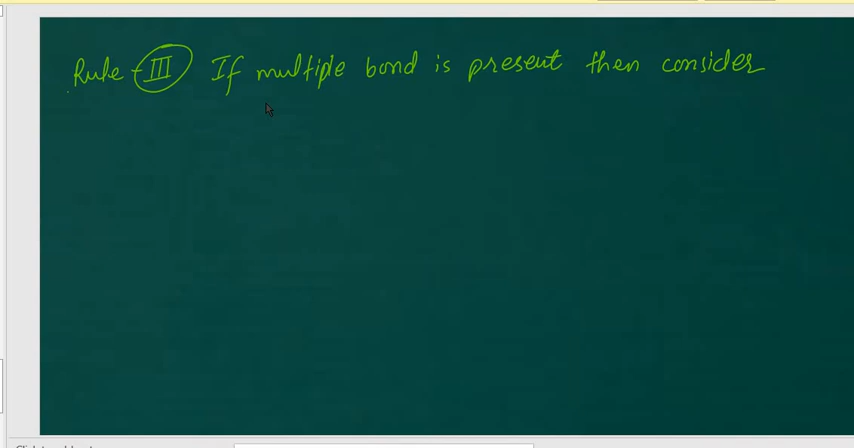 Rule - III If multiple bond is present then consider